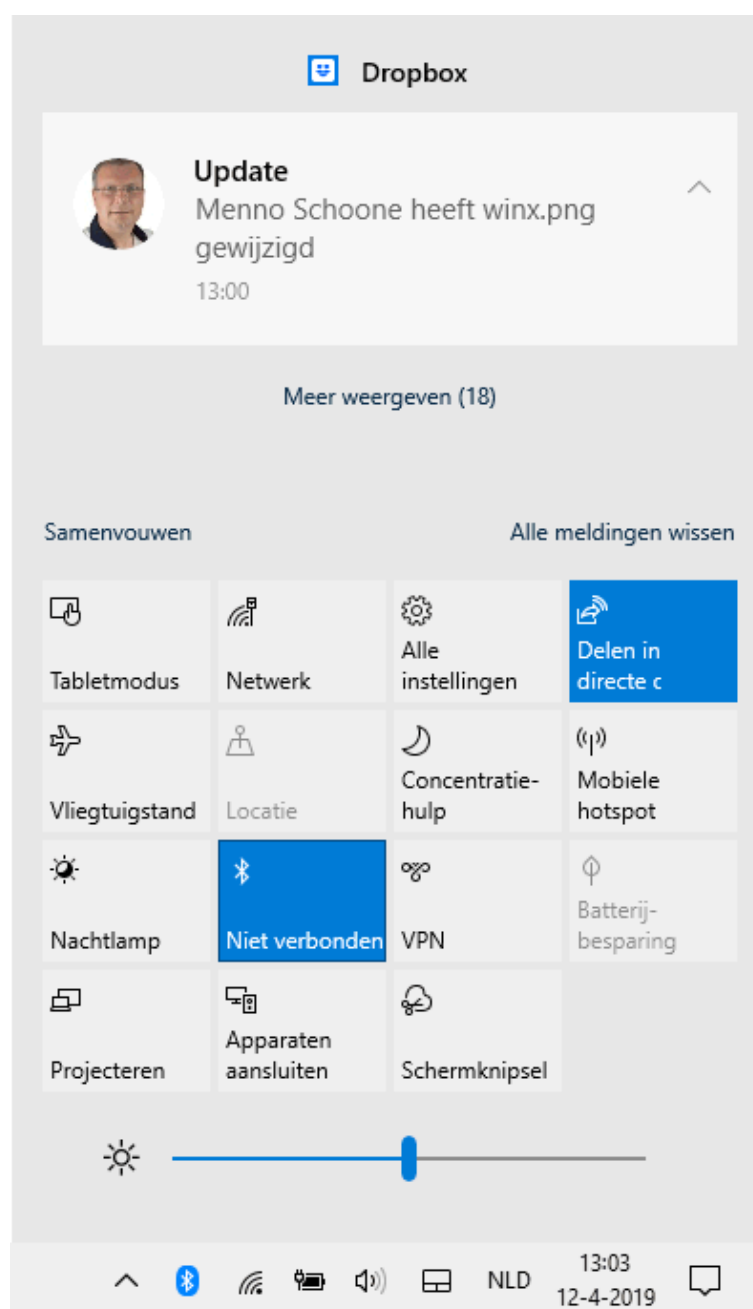 Dropbox
Update
Menno Schoone heeft winx.png
gewijzigd
13:00
Meer weergeven (18)
Samenvouwen
Alle meldingen wissen
Tabletmodus
Netwerk
Alle
instellingen
Delen in
directe c
Vliegtuigstand
Locatie
Concentratie-
hulp
Mobiele
hotspot
Nachtlamp
Niet verbonden
VPN
Batterij-
besparing
Projecteren
Apparaten
aansluiten
Schermknipsel
NLD
13:03
12-4-2019